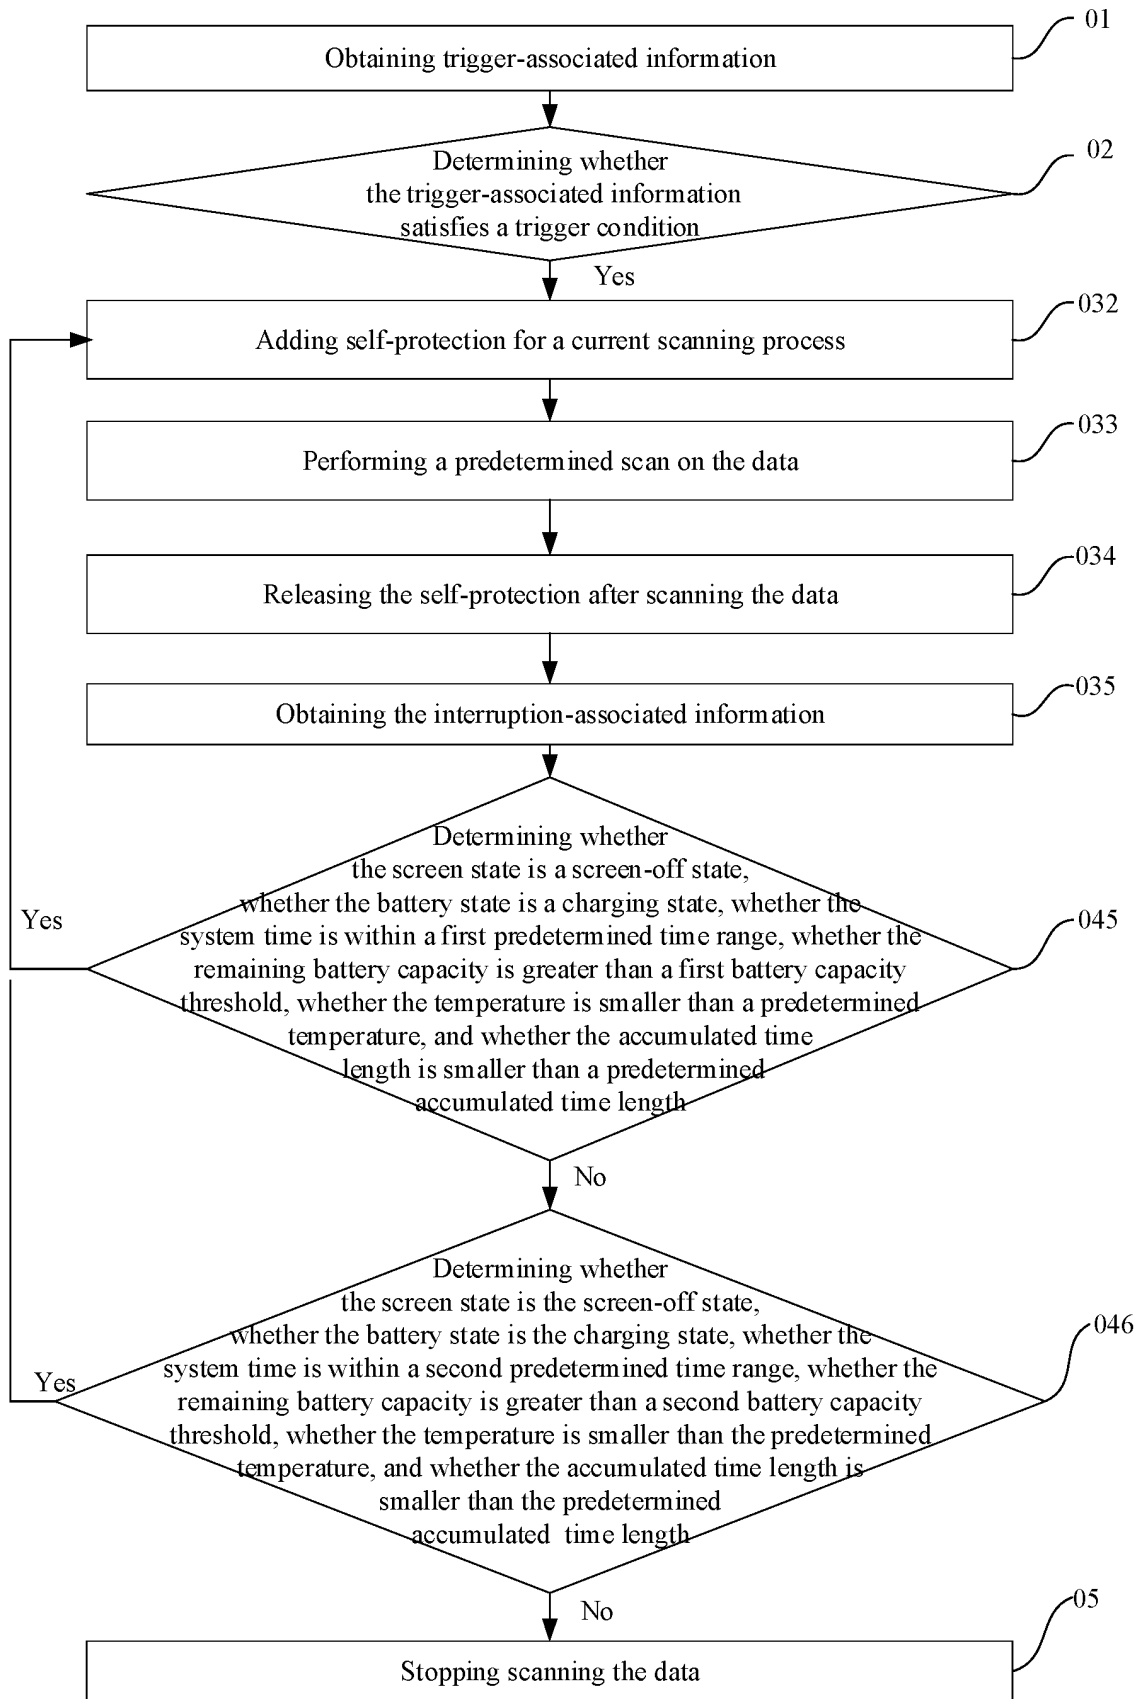 01
Obtaining trigger-associated information
02
Determining whether
the trigger-associated information
satisfies a trigger condition
Yes
032
Adding self-protection for a current scanning process
033
Performing a predetermined scan on the data
034
Releasing the self-protection after scanning the data
035
Obtaining the interruption-associated information
Determining whether
the screen state is a screen-off state,
whether the battery state is a charging state, whether the
system time is within a first predetermined time range, whether the
remaining battery capacity is greater than a first battery capacity
threshold, whether the temperature is smaller than a predetermined
temperature, and whether the accumulated time
length is smaller than a predetermined
accumulated time length
045
Yes
No
Determining whether
the screen state is the screen-off state,
whether the battery state is the charging state, whether the
system time is within a second predetermined time range, whether the
remaining battery capacity is greater than a second battery capacity
threshold, whether the temperature is smaller than the predetermined
temperature, and whether the accumulated time length is
smaller than the predetermined
accumulated time length
046
Yes
No
05
Stopping scanning the data